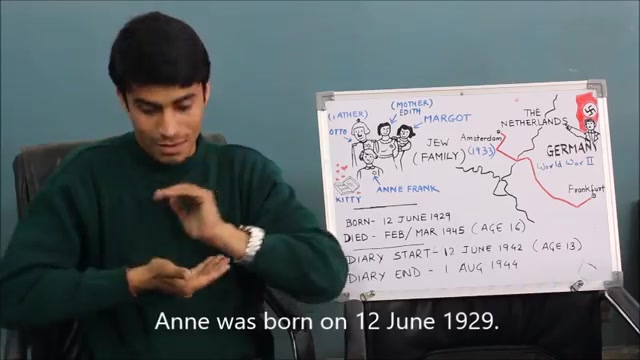 (FATHER)
OTTO
(MOTHER)
EDITH
MARGOT
JEW
(FAMILY)
ANNE FRANK
KITTY
THE
NETHERLANDS
Amsterdam
(1933)
GERMANY
World War II
Frankfurt
BORN- 12 JUNE 1929
DIED - FEB/MAR 1945 (AGE 16)
DIARY START- 12 JUNE 1942 (AGE 13)
DIARY END - 1 AUG 1944
Anne was born on 12 June 1929.